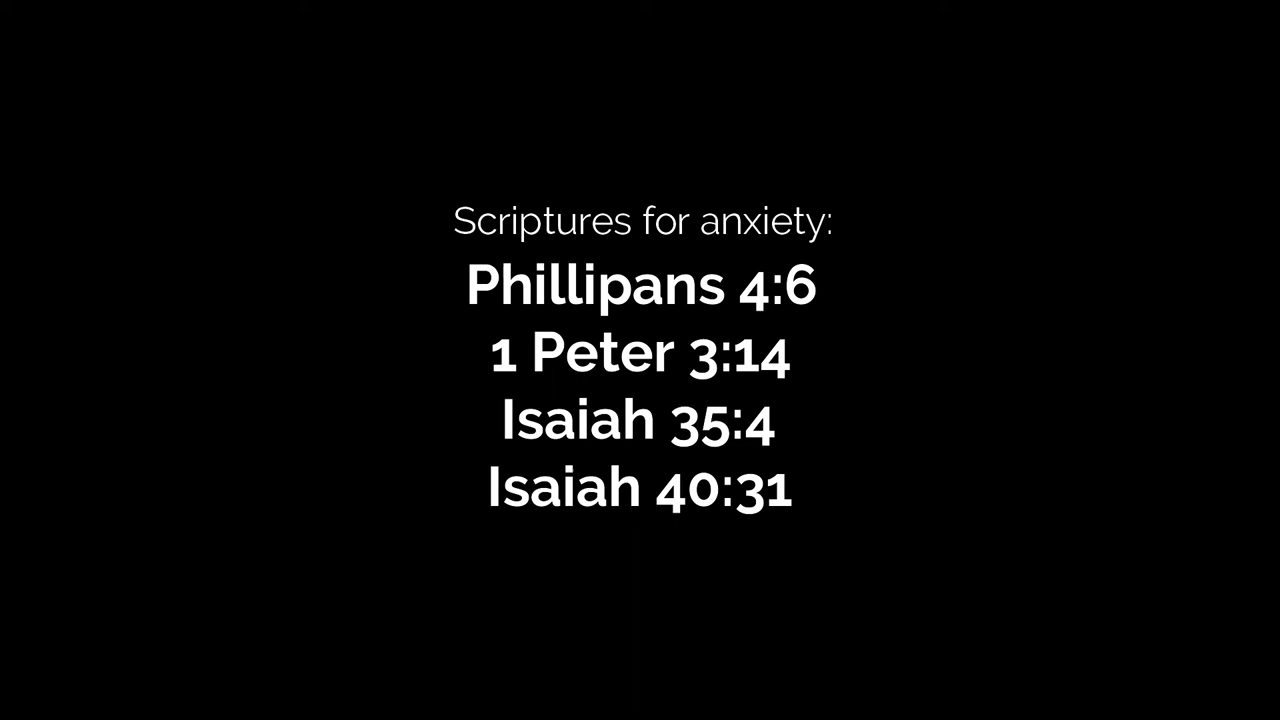 Scriptures for anxiety:
Phillipans 4:6
1 Peter 3:14
Isaiah 35:4
Isaiah 40:31